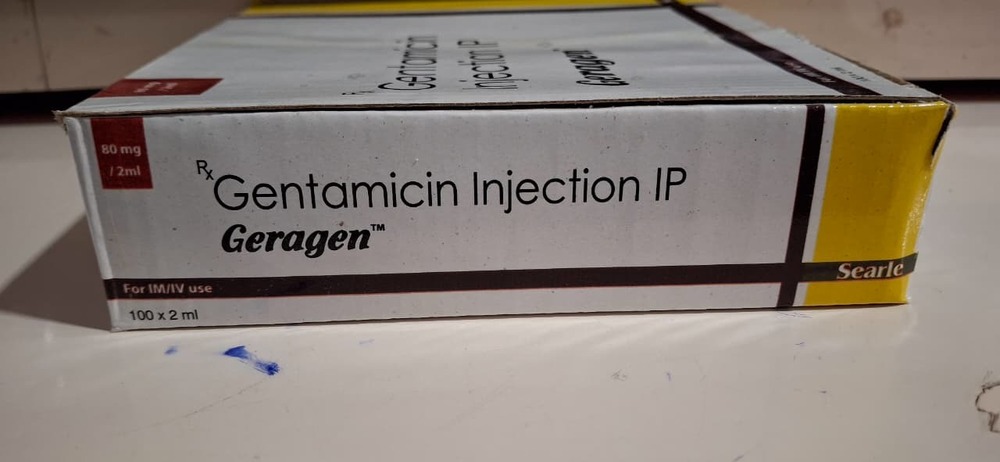 Gentamicin
Injection IP
Geragen
80 mg
/ 2ml
Rx Gentamicin Injection IP
Geragen™
Searle
For IM/IV use
100 x 2 ml